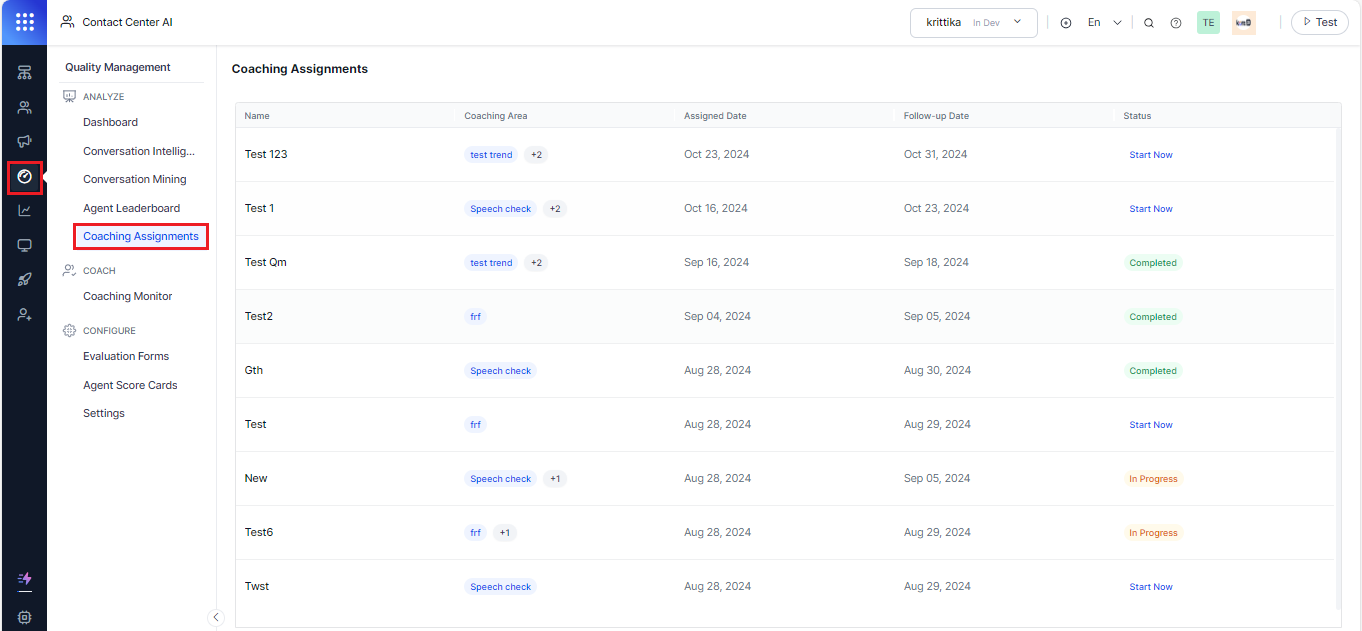 Contact Center AI
krittika In Dev
En
TE
Test
Quality Management
ANALYZE
Dashboard
Conversation Intellig...
Conversation Mining
Agent Leaderboard
Coaching Assignments
COACH
Coaching Monitor
CONFIGURE
Evaluation Forms
Agent Score Cards
Settings
Coaching Assignments
Name Coaching Area Assigned Date Follow-up Date Status
Test 123 test trend +2 Oct 23, 2024 Oct 31, 2024 Start Now
Test 1 Speech check +2 Oct 16, 2024 Oct 23, 2024 Start Now
Test Qm test trend +2 Sep 16, 2024 Sep 18, 2024 Completed
Test2 frf Sep 04, 2024 Sep 05, 2024 Completed
Gth Speech check Aug 28, 2024 Aug 30, 2024 Completed
Test frf Aug 28, 2024 Aug 29, 2024 Start Now
New Speech check +1 Aug 28, 2024 Sep 05, 2024 In Progress
Test6 frf +1 Aug 28, 2024 Aug 29, 2024 In Progress
Twst Speech check Aug 28, 2024 Aug 29, 2024 Start Now